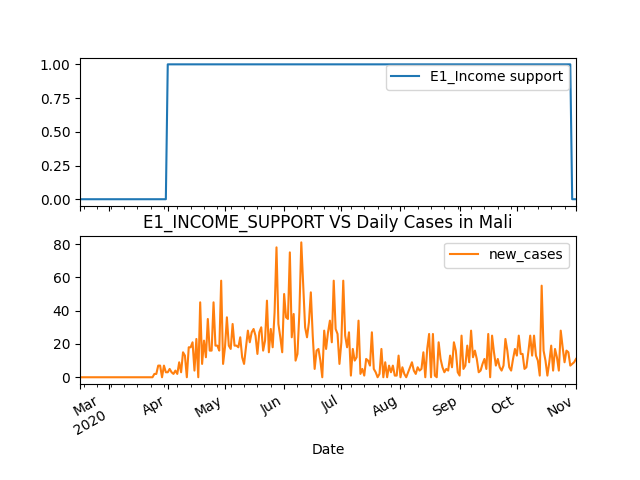 1.00
0.75
0.50
0.25
0.00
E1_Income support
E1_INCOME_SUPPORT VS Daily Cases in Mali
80
60
40
20
0
new_cases
Mar
2020
Apr
May
Jun
Jul
Aug
Sep
Oct
Nov
Date